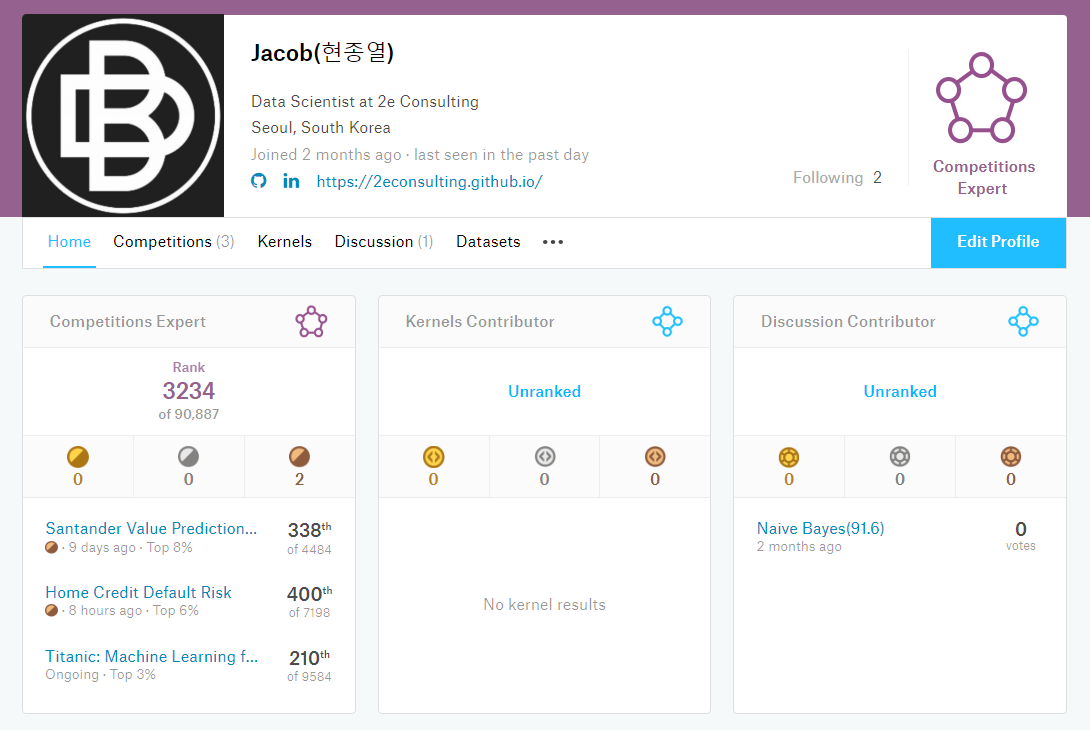 Jacob(현종열)
Data Scientist at 2e Consulting
Seoul, South Korea
Joined 2 months ago · last seen in the past day
https://2econsulting.github.io/
Following 2
Competitions
Expert
Home Competitions (3) Kernels Discussion (1) Datasets ••• Edit Profile
Competitions Expert
Rank
3234
of 90,887
0 0 2
Santander Value Prediction... 338th
· 9 days ago · Top 8% of 4484
Home Credit Default Risk 400th
· 8 hours ago · Top 6% of 7198
Titanic: Machine Learning f... 210th
Ongoing · Top 3% of 9584
Kernels Contributor
Unranked
0 0 0
No kernel results
Discussion Contributor
Unranked
0 0 0
Naive Bayes(91.6) 0
2 months ago votes